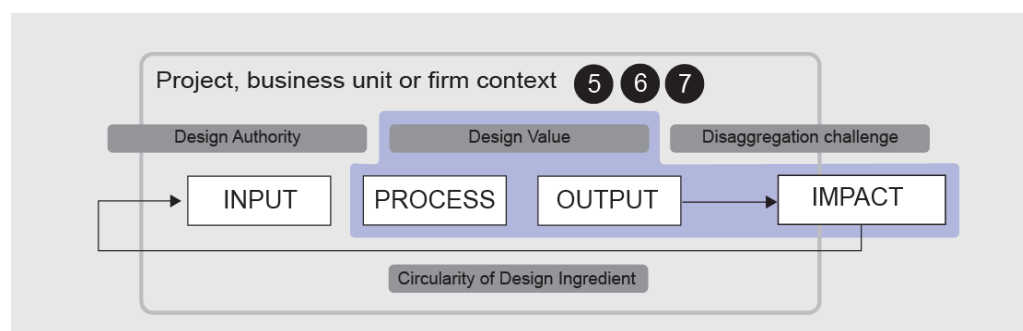 Project, business unit or firm context 5 6 7
Design Authority Design Value Disaggregation challenge
INPUT PROCESS OUTPUT IMPACT
Circularity of Design Ingredient